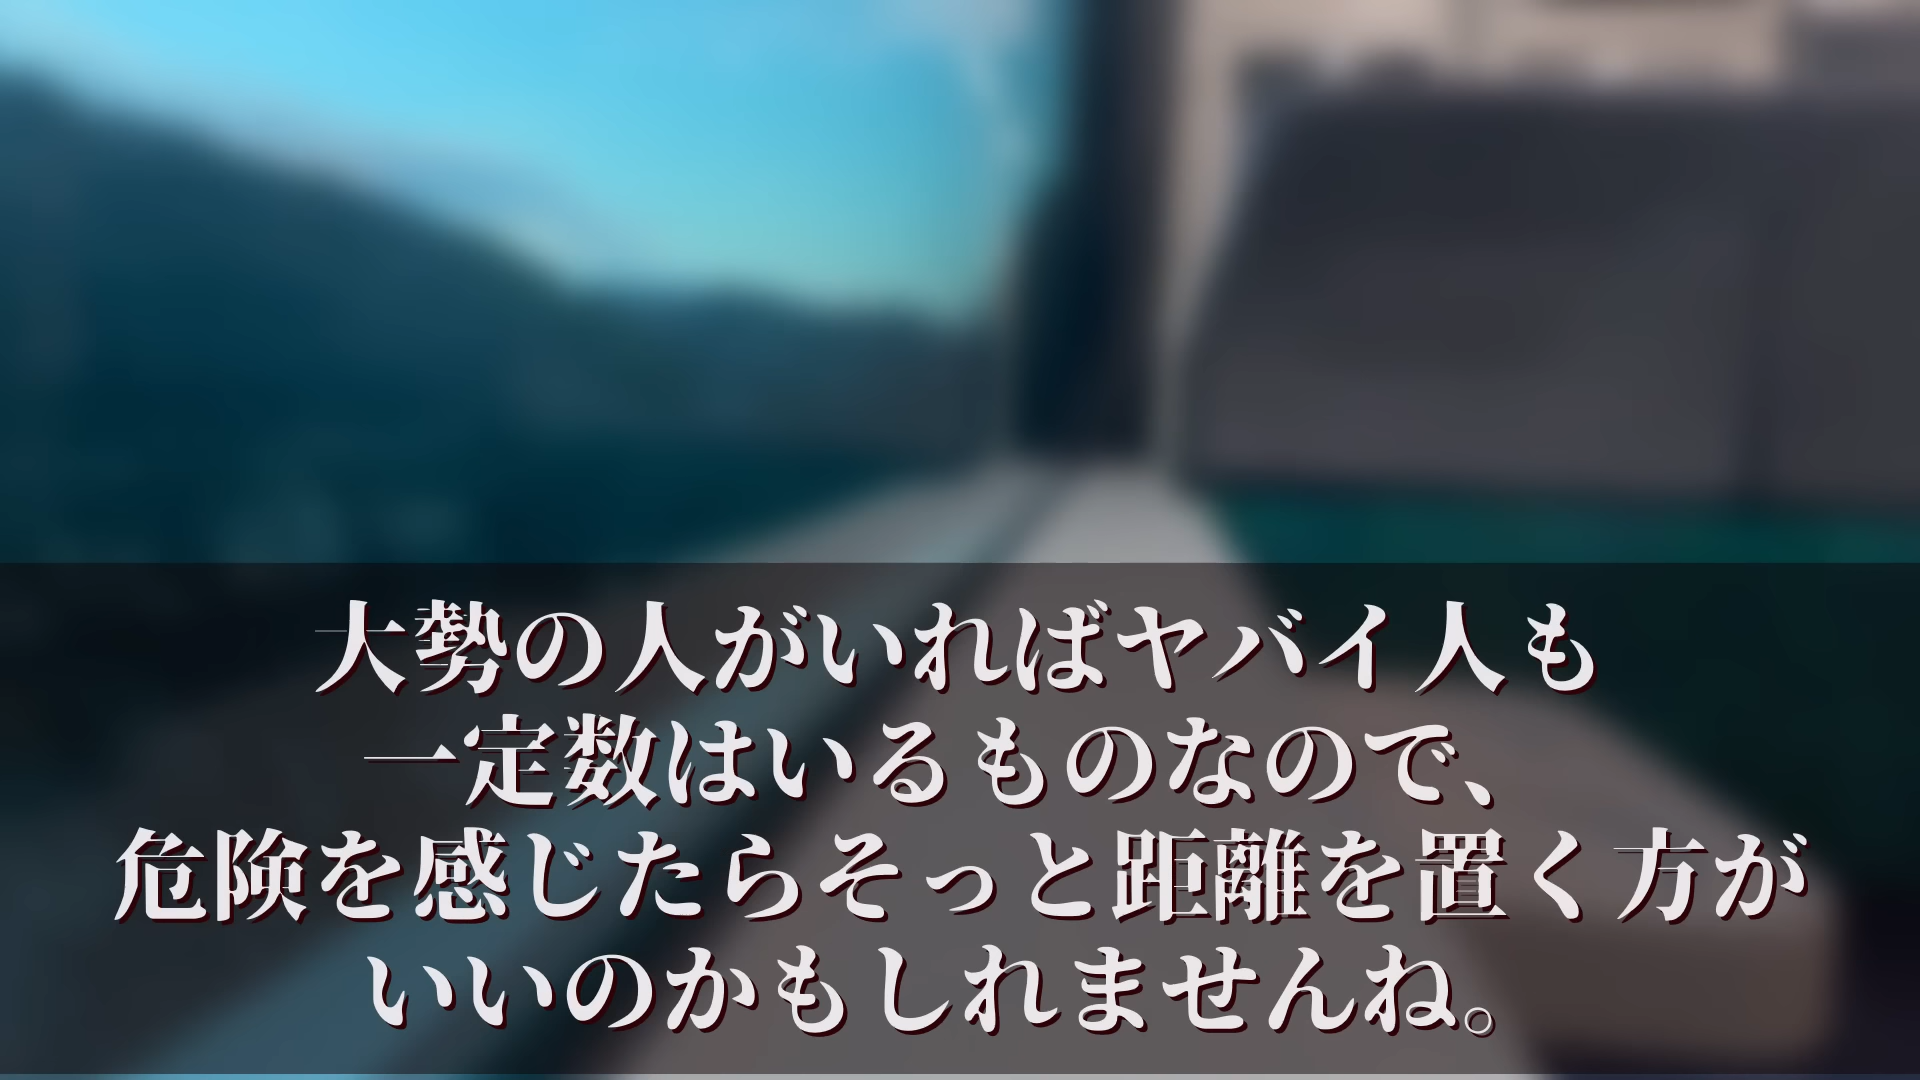 大勢の人がいればヤバイ人も
一定数はいるものなので、
危険を感じたらそっと距離を置く方が
いいのかもしれませんね。